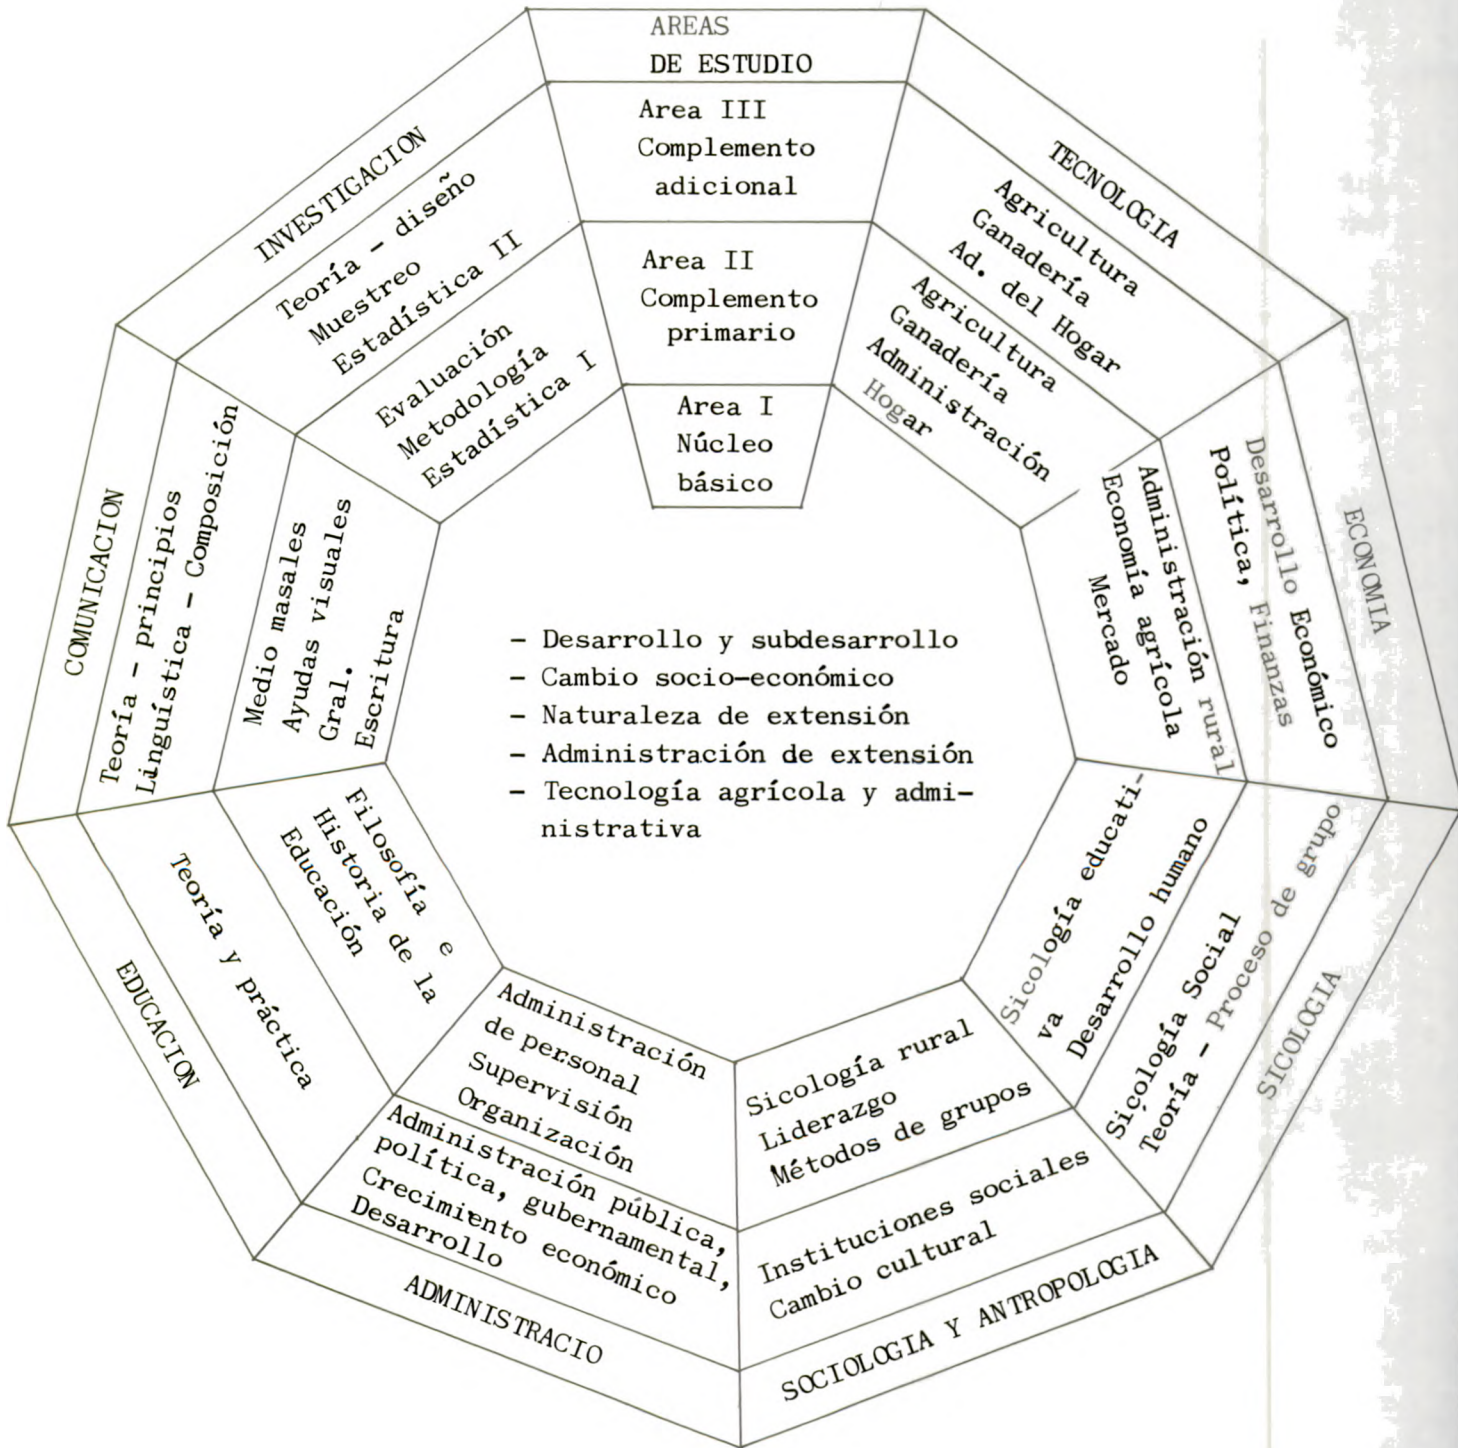 AREAS
DE ESTUDIO
Area III
Complemento
adicional
Area II
Complemento
primario
Area I
Núcleo
básico
TECNOLOGIA
Agricultura
Ganadería
Ad. del Hogar
Agricultura
Ganadería
Administración
Hogar
ECONOMIA
Desarrollo Económico
Política, Finanzas
Administración rural
Economía agrícola
Mercado
SICOLOGIA
Sicología Social
Teoría - Proceso de grupo
Sicología educati-
va
Desarrollo humano
SOCIOLOGIA Y ANTROPOLOGIA
Instituciones sociales
Cambio cultural
Sicología rural
Liderazgo
Métodos de grupos
ADMINISTRACIO
Administración pública,
política, gubernamental,
Crecimiento económico
Desarrollo
Administración
de personal
Supervisión
Organización
EDUCACION
Teoría y práctica
Filosofía e
Historia de la
Educación
COMUNICACION
Teoría - principios
Linguística - Composición
Medio masales
Ayudas visuales
Gral.
Escritura
INVESTIGACION
Teoría - diseño
Muestreo
Estadística II
Evaluación
Metodología
Estadística I
- Desarrollo y subdesarrollo
- Cambio socio-económico
- Naturaleza de extensión
- Administración de extensión
- Tecnología agrícola y admi-
nistrativa